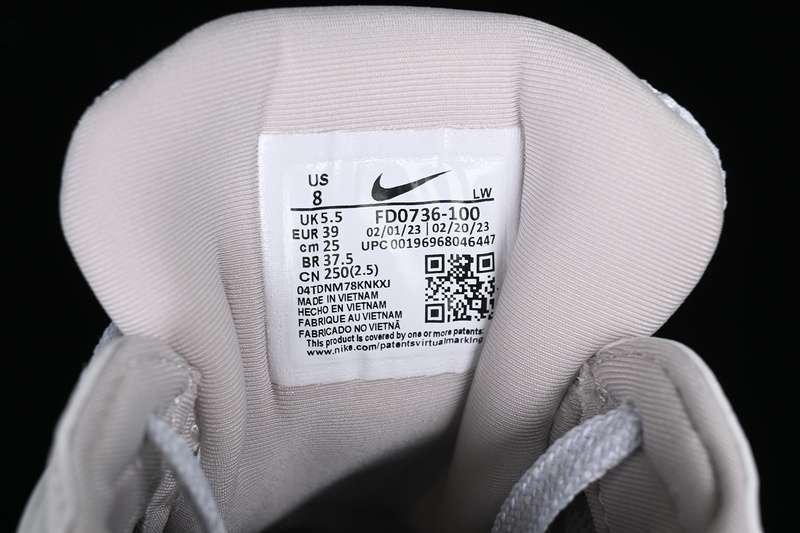 US
8
LW
UK 5.5
EUR 39
cm 25
BR 37.5
CN 250(2.5)
FD0736-100
02/01/23 | 02/20/23
UPC 00196968046447
04TDNM78KNKXJ
MADE IN VIETNAM
HECHO EN VIETNAM
FABRIQUE AU VIETNAM
FABRICADO NO VIETNÃ
This product is covered by one or more patents:
www.nike.com/patentsvirtualmarking